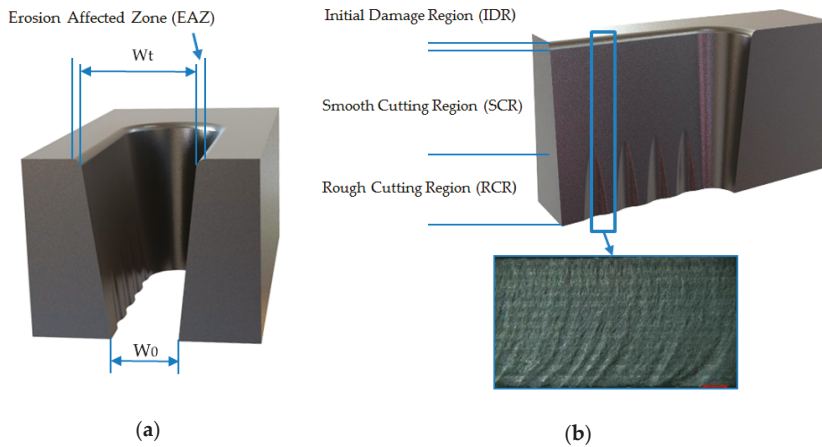 Erosion Affected Zone (EAZ)
Wt
W0
(a)
Initial Damage Region (IDR)
Smooth Cutting Region (SCR)
Rough Cutting Region (RCR)
(b)